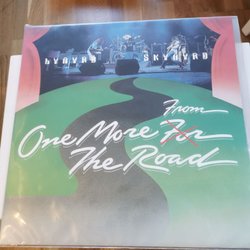 LYNYRD SKYNYRD
From
One More For
The Road